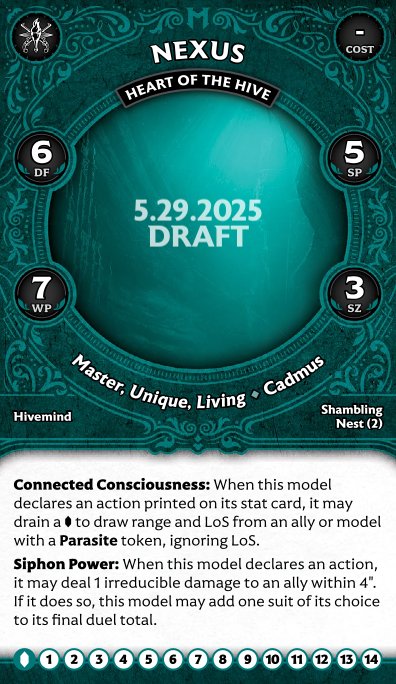 -
COST
NEXUS
HEART OF THE HIVE
6
DF
5
SP
5.29.2025
DRAFT
7
WP
3
SZ
Master, Unique, Living ◆ Cadmus
Hivemind
Shambling
Nest (2)
Connected Consciousness: When this model
declares an action printed on its stat card, it may
drain a ⬮ to draw range and LoS from an ally or model
with a Parasite token, ignoring LoS.
Siphon Power: When this model declares an action,
it may deal 1 irreducible damage to an ally within 4".
If it does so, this model may add one suit of its choice
to its final duel total.
1 2 3 4 5 6 7 8 9 10 11 12 13 14